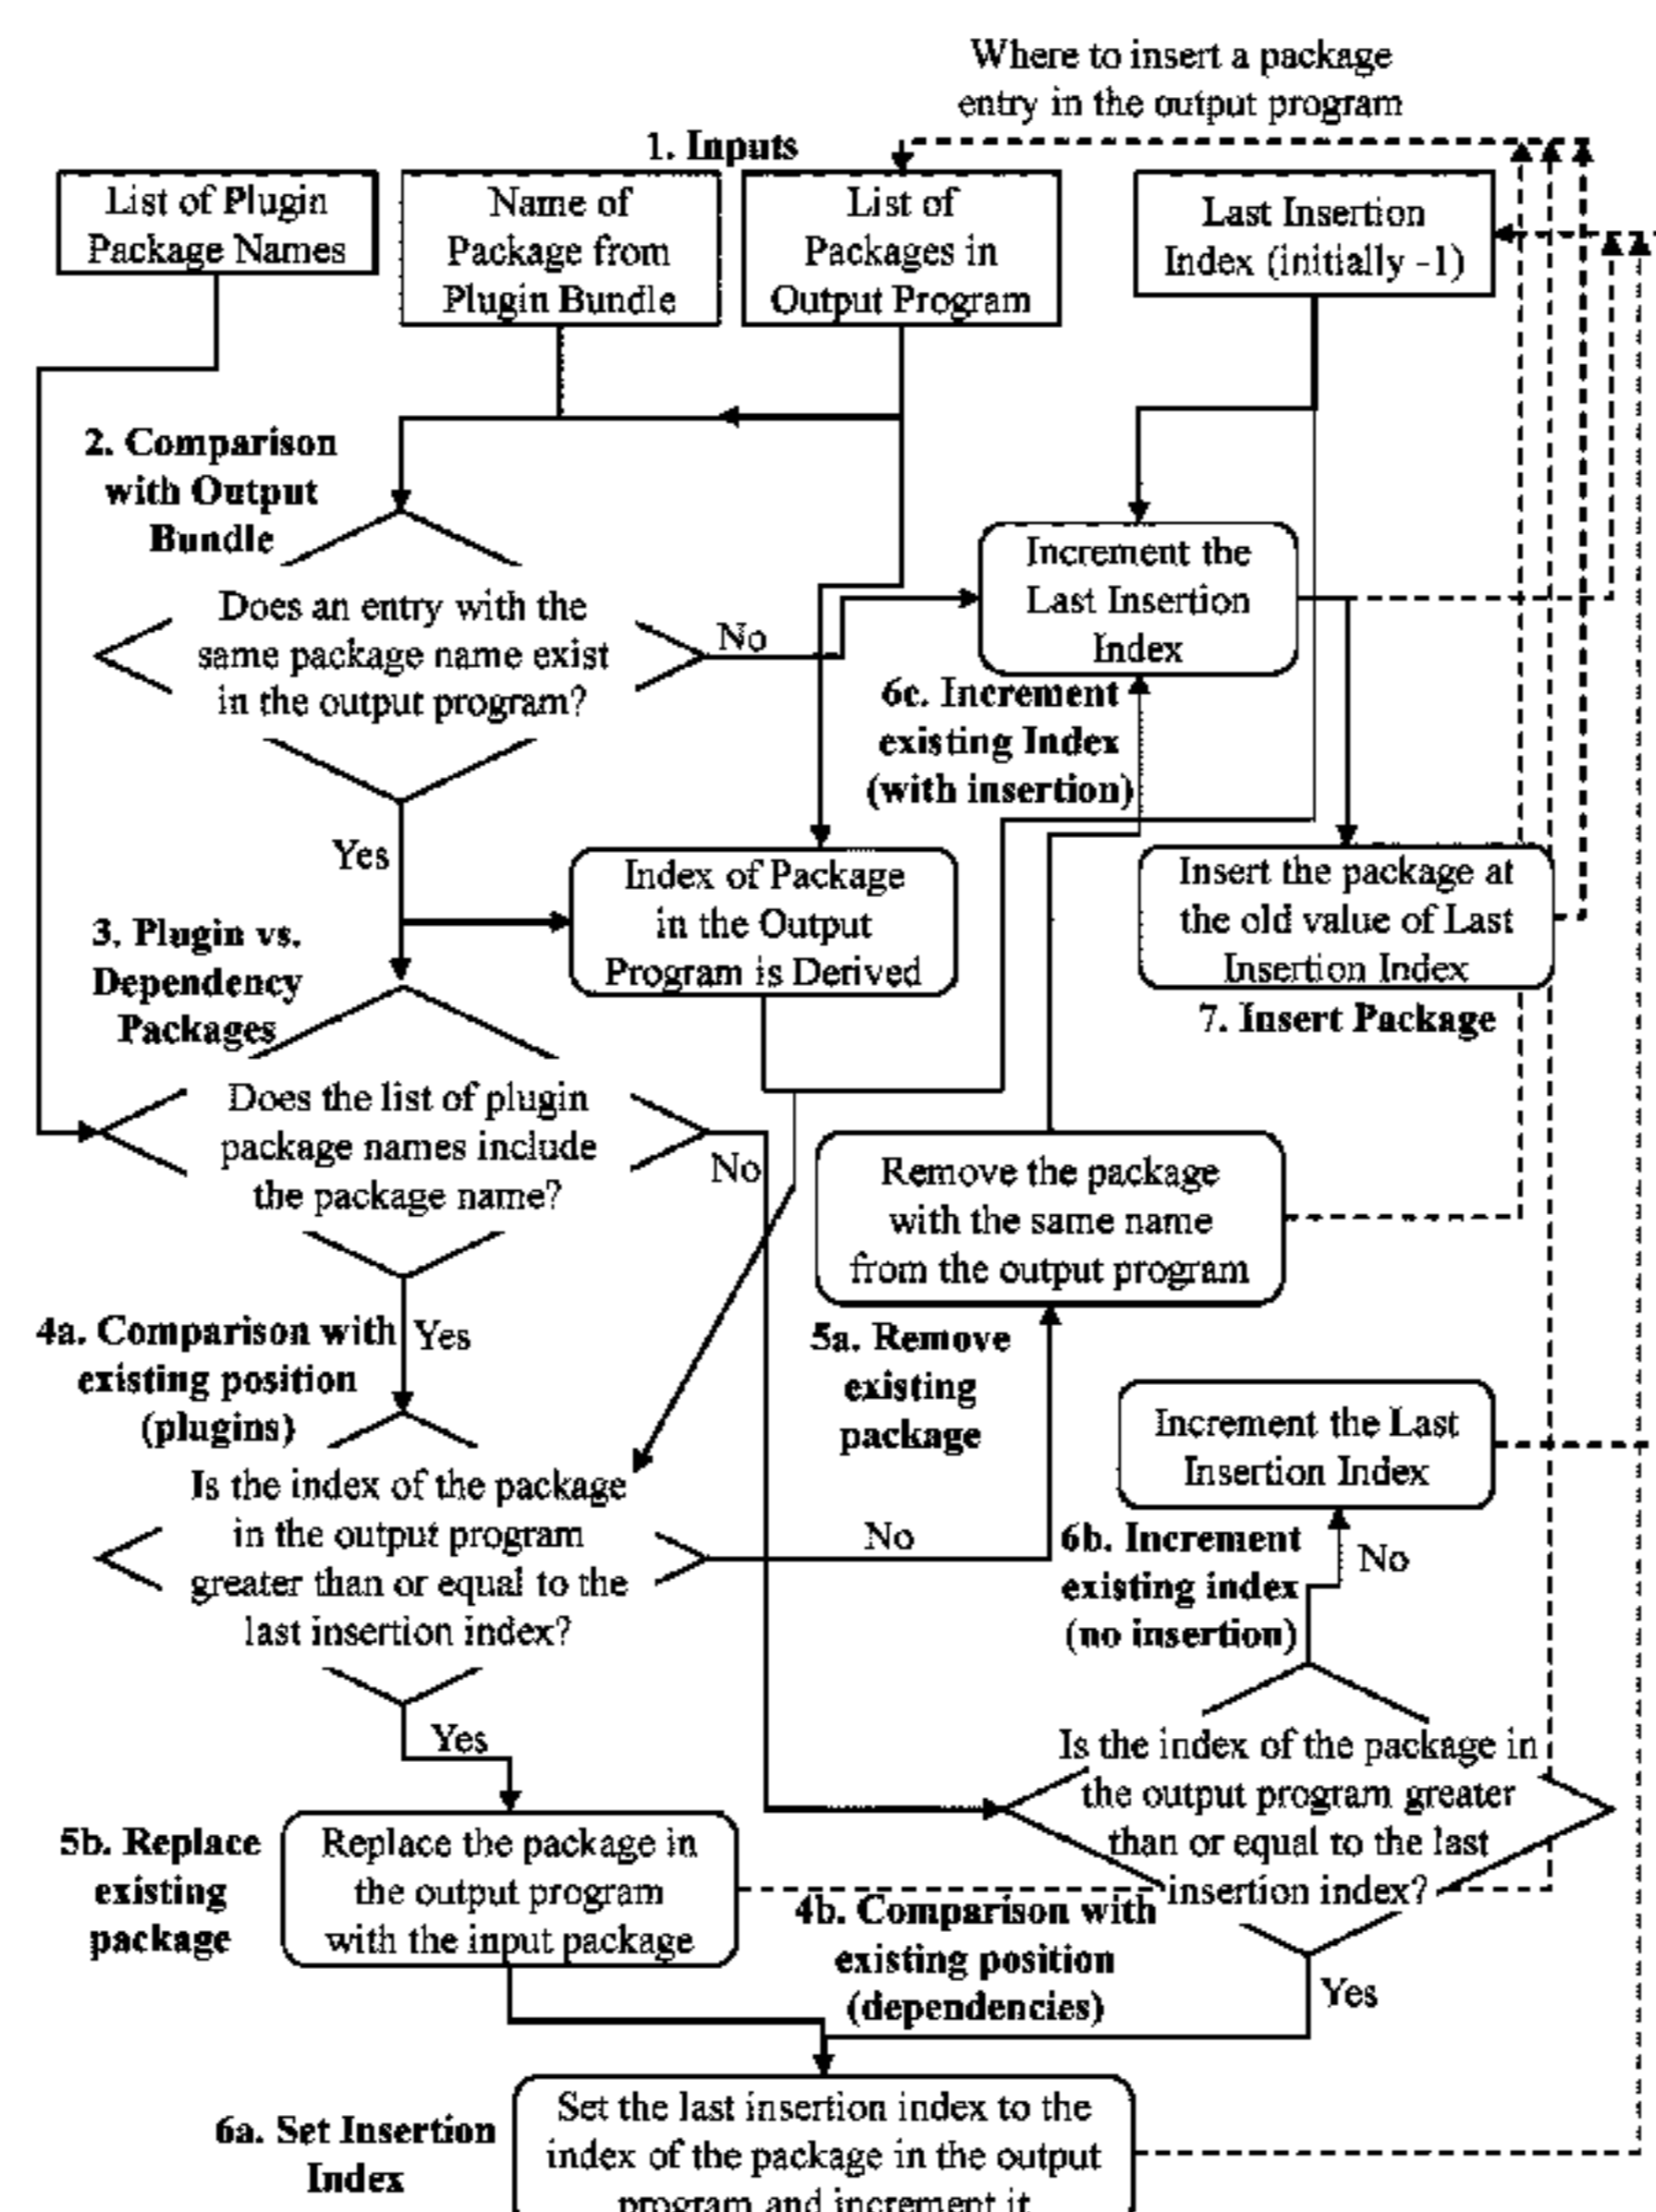 Where to insert a package
entry in the output program
1. Inputs
List of Plugin
Package Names
Name of
Package from
Plugin Bundle
List of
Packages in
Output Program
Last Insertion
Index (initially -1)
2. Comparison
with Output
Bundle
Does an entry with the
same package name exist
in the output program?
No
Increment the
Last Insertion
Index
6c. Increment
existing Index
(with insertion)
Yes
Index of Package
in the Output
Program is Derived
Insert the package at
the old value of Last
Insertion Index
7. Insert Package
3. Plugin vs.
Dependency
Packages
Does the list of plugin
package names include
the package name?
No
Remove the package
with the same name
from the output program
5a. Remove
existing
package
4a. Comparison with
existing position
(plugins)
Yes
Is the index of the package
in the output program
greater than or equal to the
last insertion index?
No
Increment the Last
Insertion Index
6b. Increment
existing index
(no insertion)
No
Yes
Is the index of the package in
the output program greater
than or equal to the last
insertion index?
5b. Replace
existing
package
Replace the package in
the output program
with the input package
4b. Comparison with
existing position
(dependencies)
Yes
6a. Set Insertion
Index
Set the last insertion index to the
index of the package in the output
program and increment it